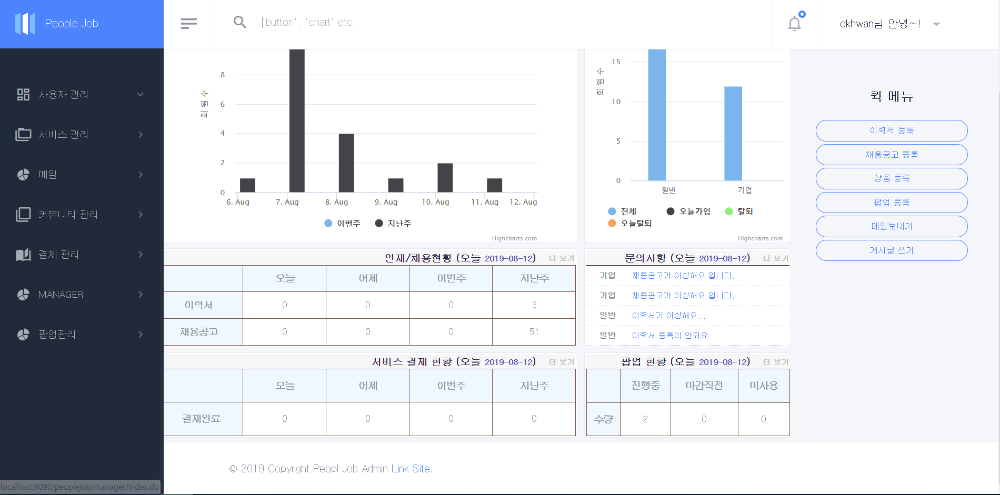 People Job
'button', 'chart' etc.
okhwan님 안녕~!
사용자 관리
서비스 관리
메일
커뮤니티 관리
결제 관리
MANAGER
팝업관리
회원수
8
6
4
2
0
6. Aug 7. Aug 8. Aug 9. Aug 10. Aug 11. Aug 12. Aug
이번주 지난주
Highcharts.com
회원수
15
10
5
0
일반 기업
전체 오늘가입 탈퇴
오늘탈퇴
Highcharts.com
퀵 메뉴
이력서 등록
채용공고 등록
상품 등록
팝업 등록
메일보내기
게시글 쓰기
인재/채용현황 (오늘 2019-08-12) 더 보기
오늘 어제 이번주 지난주
이력서 0 0 0 3
채용공고 0 0 0 51
문의사항 (오늘 2019-08-12) 더 보기
기업 채용공고가 이상해요 입니다.
기업 채용공고가 이상해요 입니다.
일반 이력서가 이상해요...
일반 이력서 등록이 안되요
서비스 결제 현황 (오늘 2019-08-12) 더 보기
오늘 어제 이번주 지난주
결제완료 0 0 0 0
팝업 현황 (오늘 2019-08-12) 더 보기
진행중 마감직전 미사용
수량 2 0 0
© 2019 Copyright Peopl Job Admin Link Site.
localhost:9090/peoplejob/manager/index.do